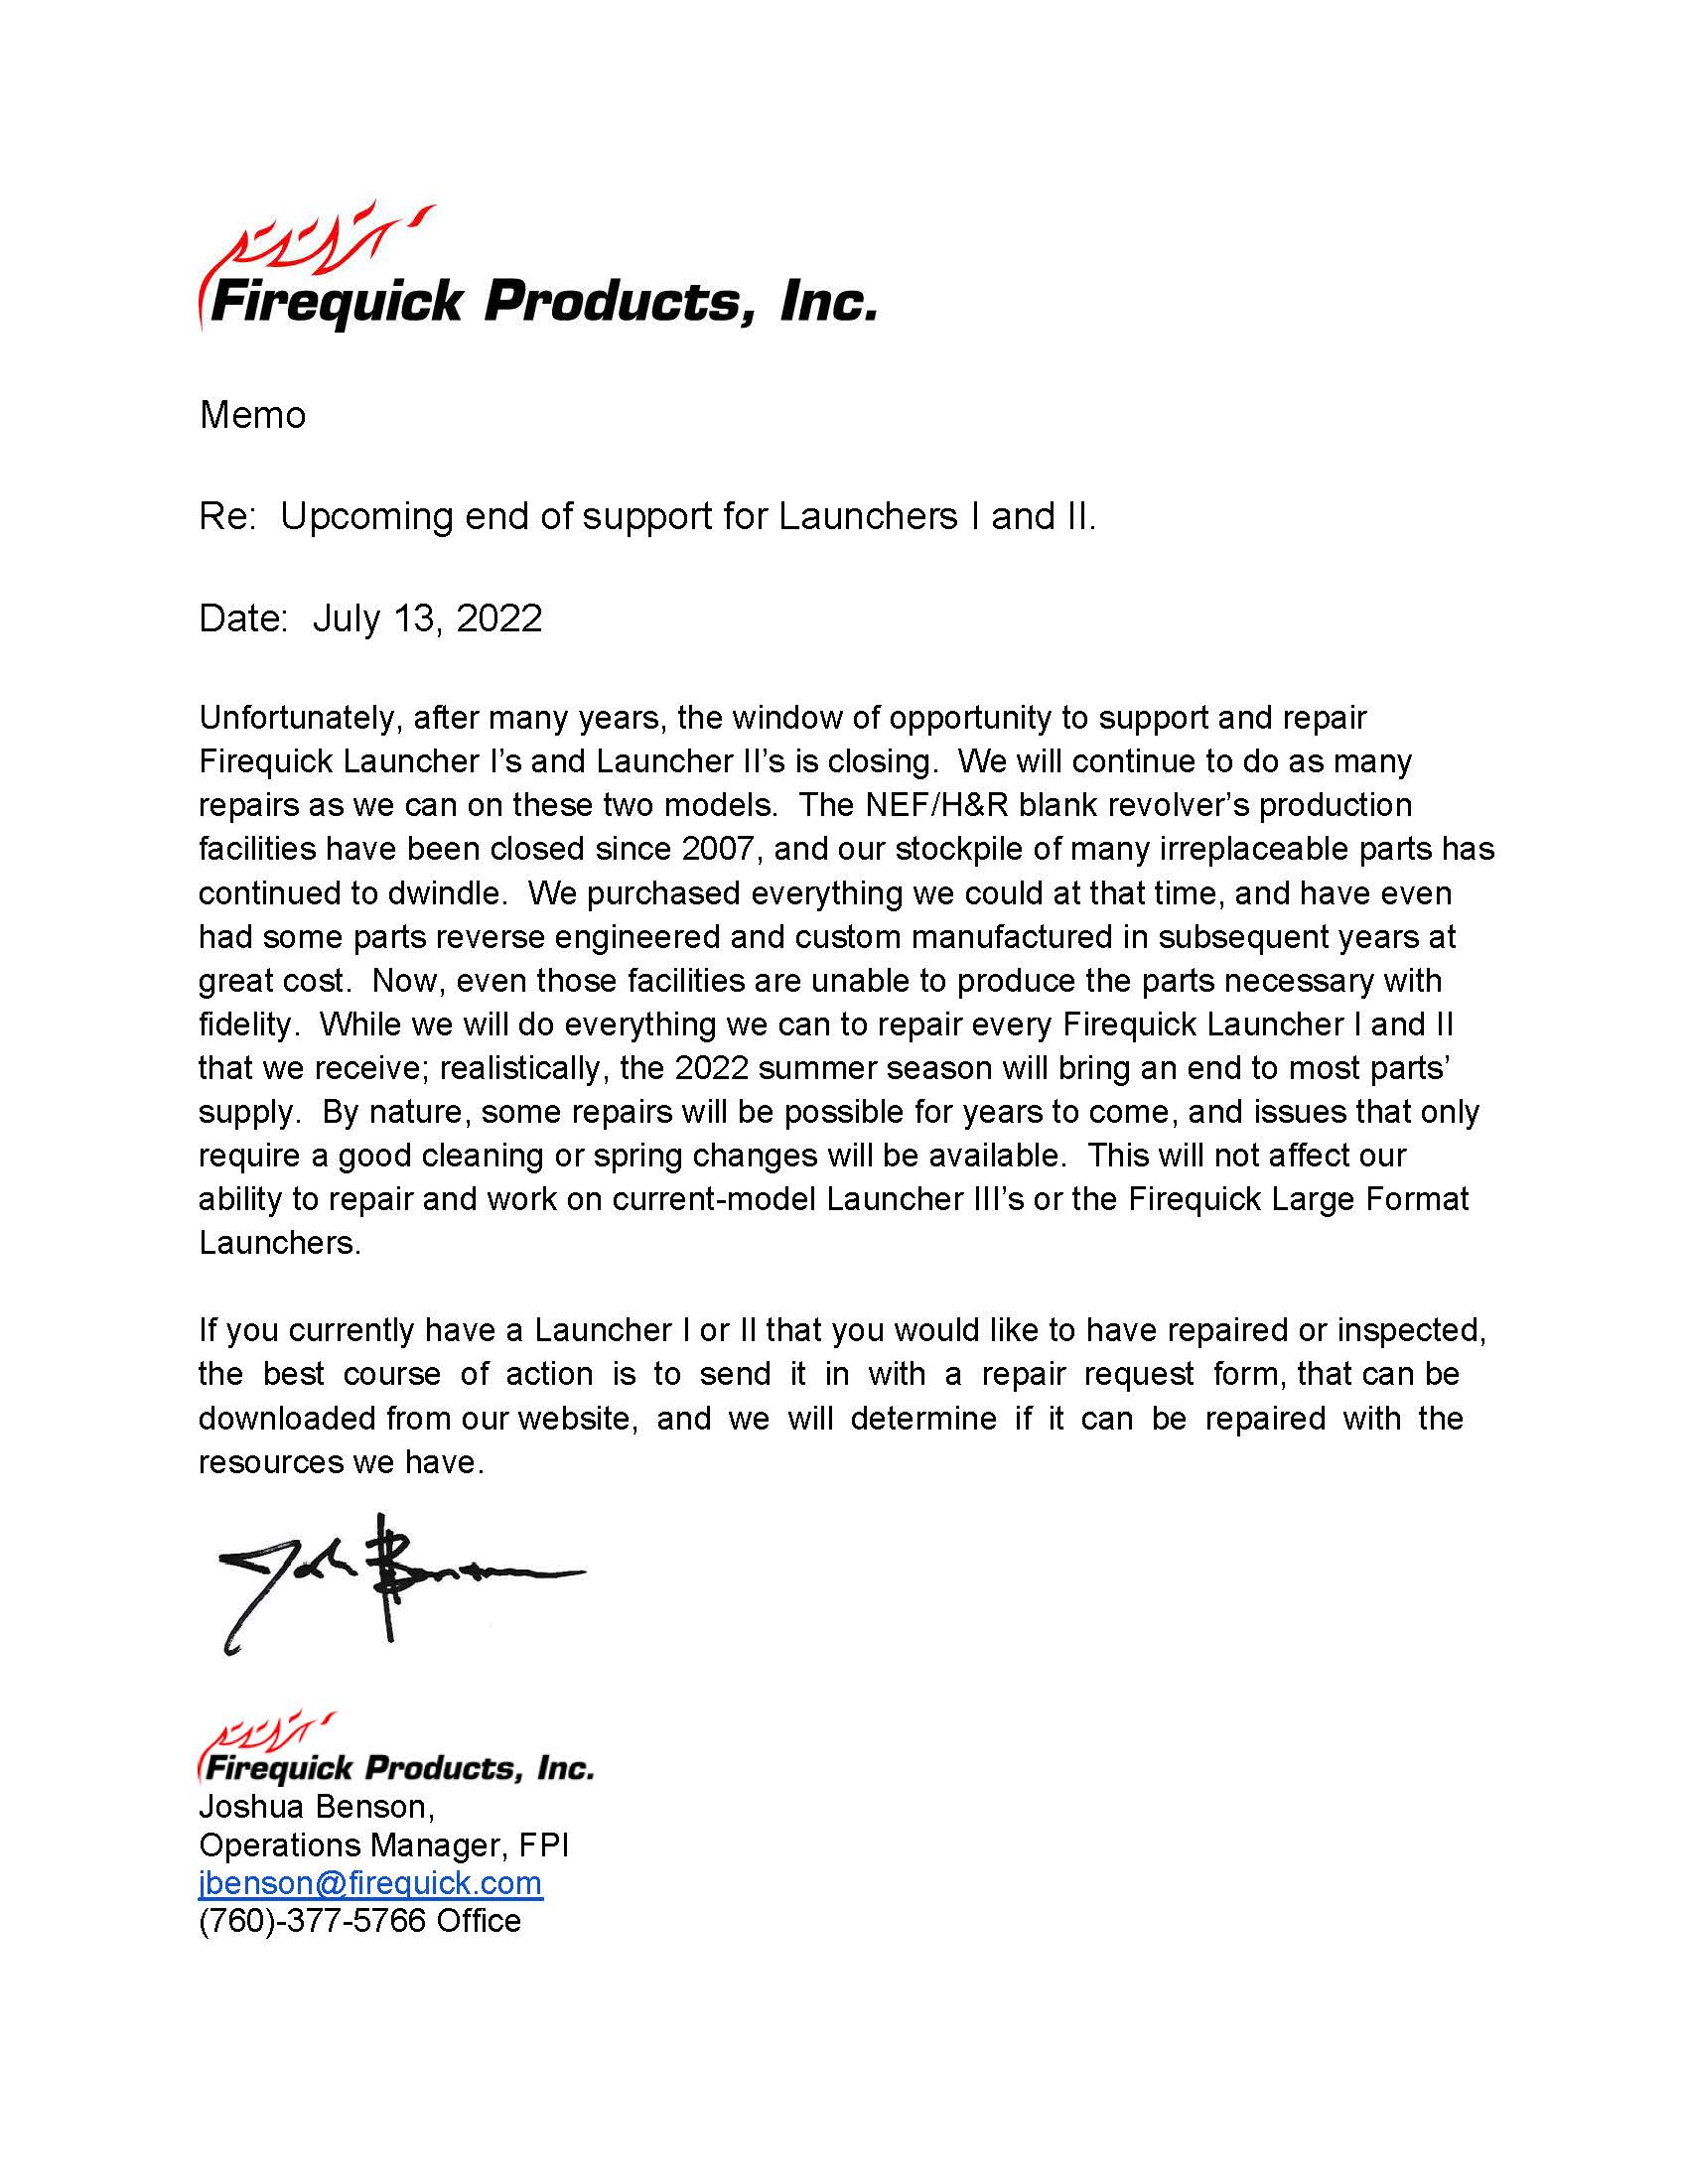 Firequick Products, Inc.
Memo
Re:  Upcoming end of support for Launchers I and II.
Date:  July 13, 2022
Unfortunately, after many years, the window of opportunity to support and repair
Firequick Launcher I’s and Launcher II’s is closing.  We will continue to do as many
repairs as we can on these two models.  The NEF/H&R blank revolver’s production
facilities have been closed since 2007, and our stockpile of many irreplaceable parts has
continued to dwindle.  We purchased everything we could at that time, and have even
had some parts reverse engineered and custom manufactured in subsequent years at
great cost.  Now, even those facilities are unable to produce the parts necessary with
fidelity.  While we will do everything we can to repair every Firequick Launcher I and II
that we receive; realistically, the 2022 summer season will bring an end to most parts’
supply.  By nature, some repairs will be possible for years to come, and issues that only
require a good cleaning or spring changes will be available.  This will not affect our
ability to repair and work on current-model Launcher III’s or the Firequick Large Format
Launchers.
If you currently have a Launcher I or II that you would like to have repaired or inspected,
the best course of action is to send it in with a repair request form, that can be
downloaded from our website, and we will determine if it can be repaired with the
resources we have.
Josh Benson
Firequick Products, Inc.
Joshua Benson,
Operations Manager, FPI
jbenson@firequick.com
(760)-377-5766 Office